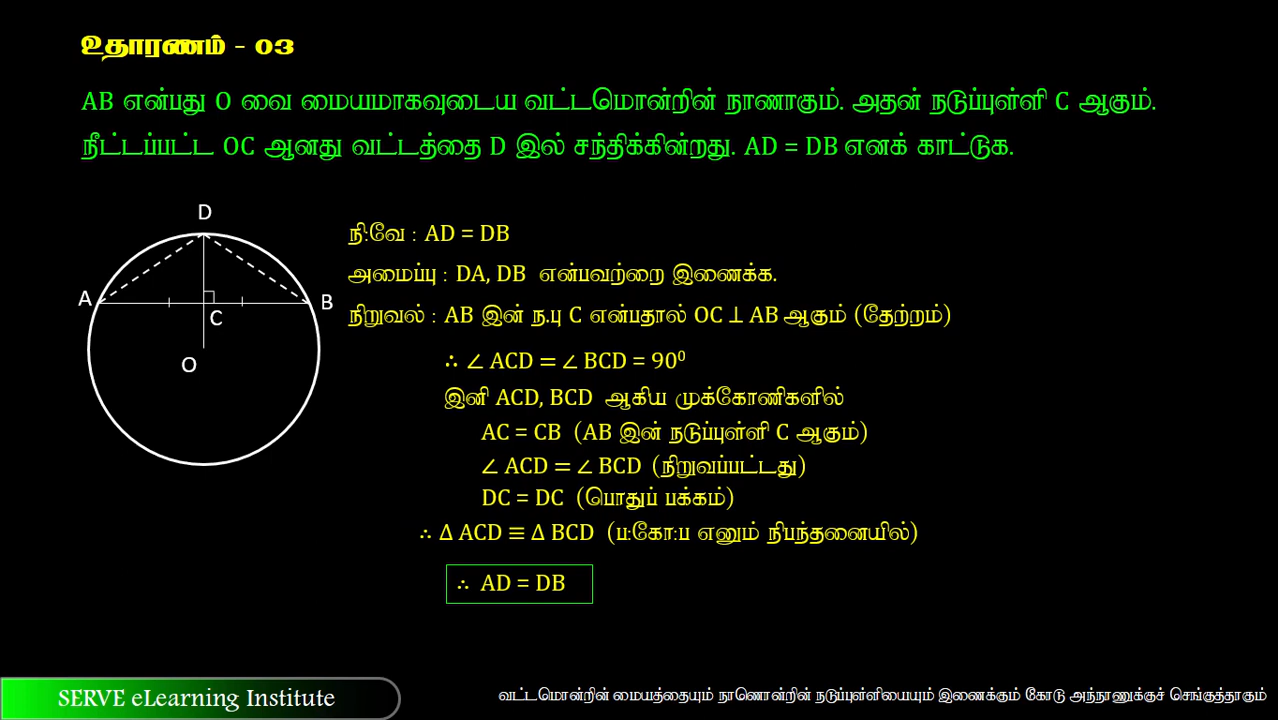 உதாரணம் - 03
AB என்பது O வை மையமாகவுடைய வட்டமொன்றின் நாணாகும். அதன் நடுப்புள்ளி C ஆகும்.
நீட்டப்பட்ட OC ஆனது வட்டத்தை D இல் சந்திக்கின்றது. AD = DB எனக் காட்டுக.
D
A
B
C
O
நி:வே : AD = DB
அமைப்பு : DA, DB என்பவற்றை இணைக்க.
நிறுவல் : AB இன் ந.பு C என்பதால் OC ⊥ AB ஆகும் (தேற்றம்)
∴ ∠ ACD = ∠ BCD = 90⁰
இனி ACD, BCD ஆகிய முக்கோணிகளில்
AC = CB (AB இன் நடுப்புள்ளி C ஆகும்)
∠ ACD = ∠ BCD (நிறுவப்பட்டது)
DC = DC (பொதுப் பக்கம்)
∴ Δ ACD ≡ Δ BCD (ப:கோ:ப எனும் நிபந்தனையில்)
∴ AD = DB
SERVE eLearning Institute
வட்டமொன்றின் மையத்தையும் நாணொன்றின் நடுப்புள்ளியையும் இணைக்கும் கோடு அந்நாணுக்குச் செங்குத்தாகும்